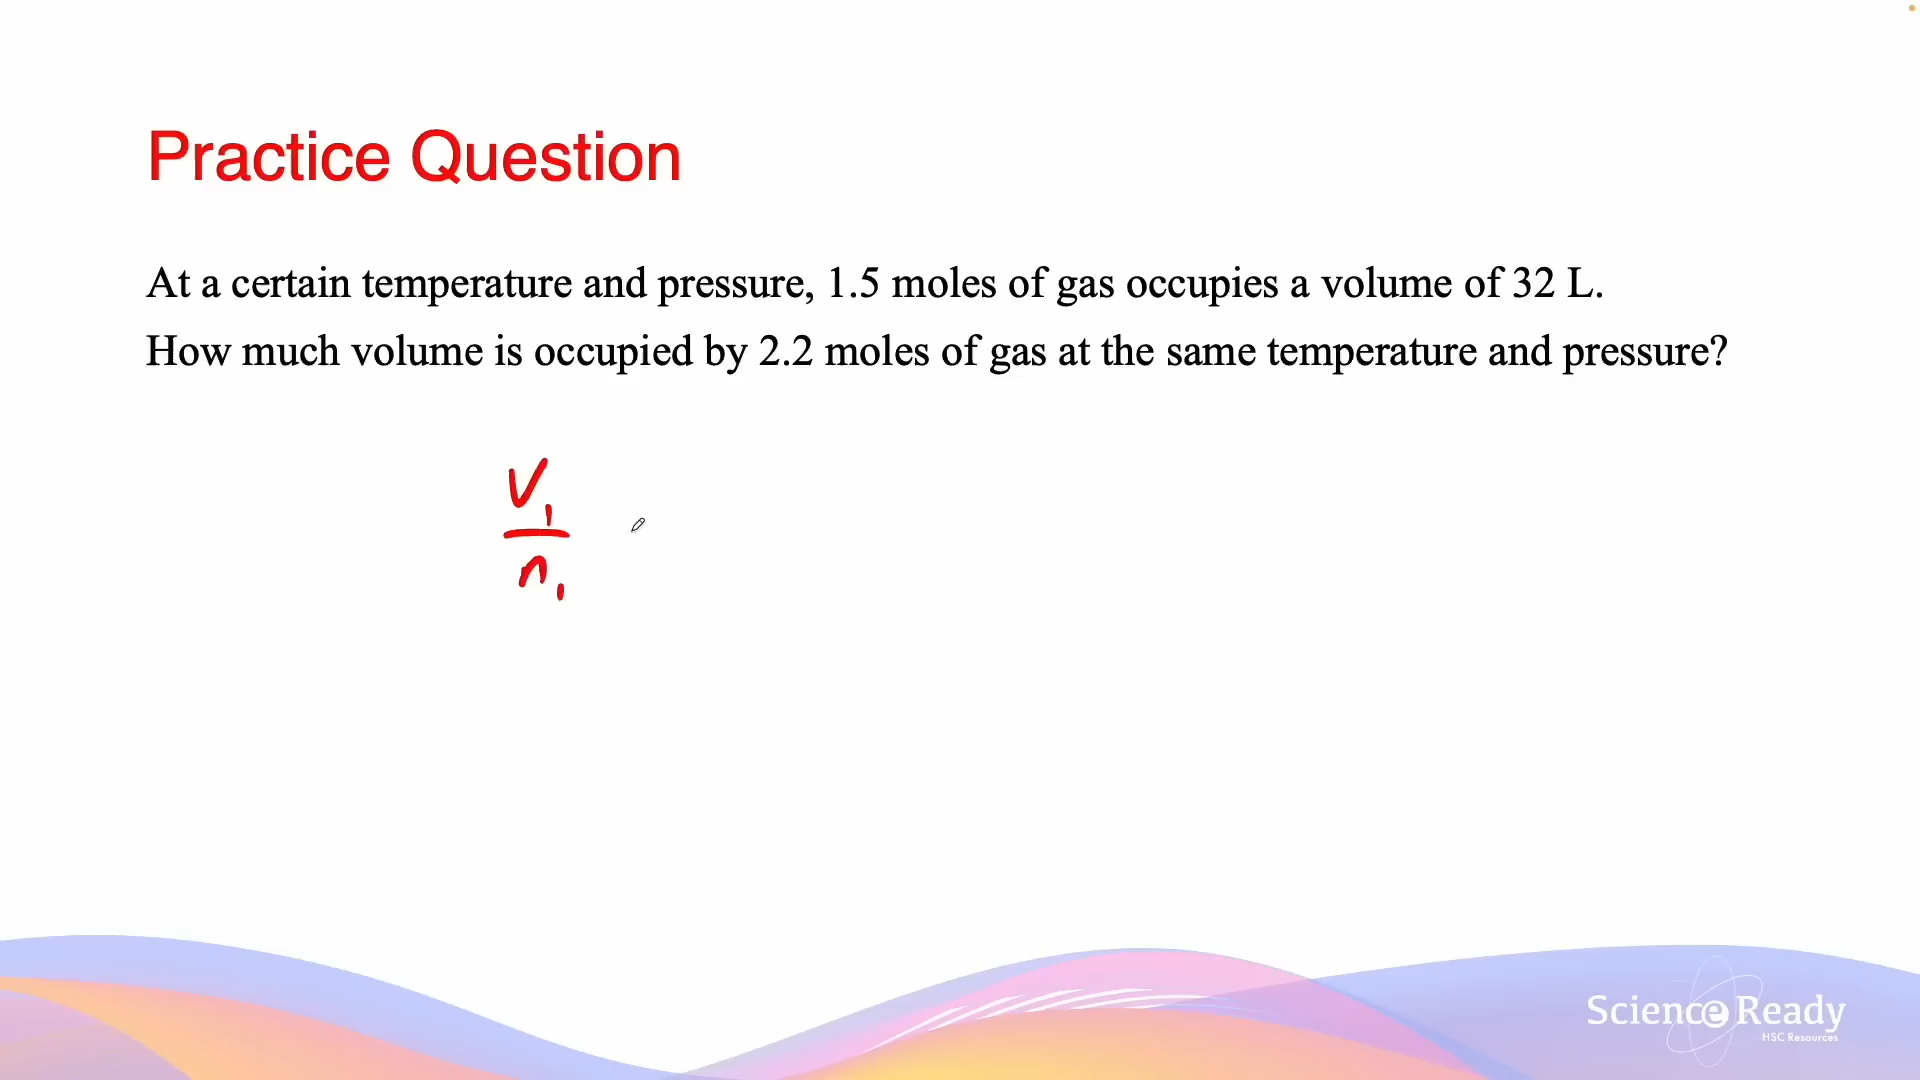 Practice Question
At a certain temperature and pressure, 1.5 moles of gas occupies a volume of 32 L.
How much volume is occupied by 2.2 moles of gas at the same temperature and pressure?
V₁
n₁
Science Ready
HSC Resources